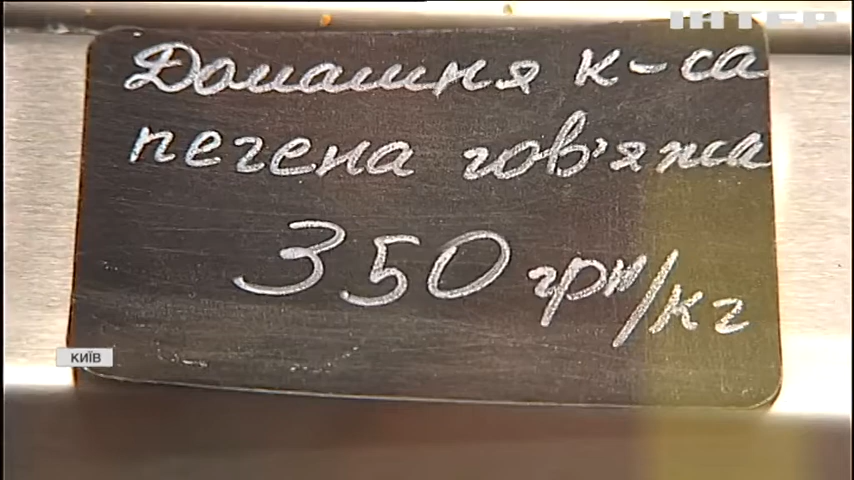 ІНТЕР
Домашня к-са
печена гов'яжа
350 грн/кг
КИЇВ